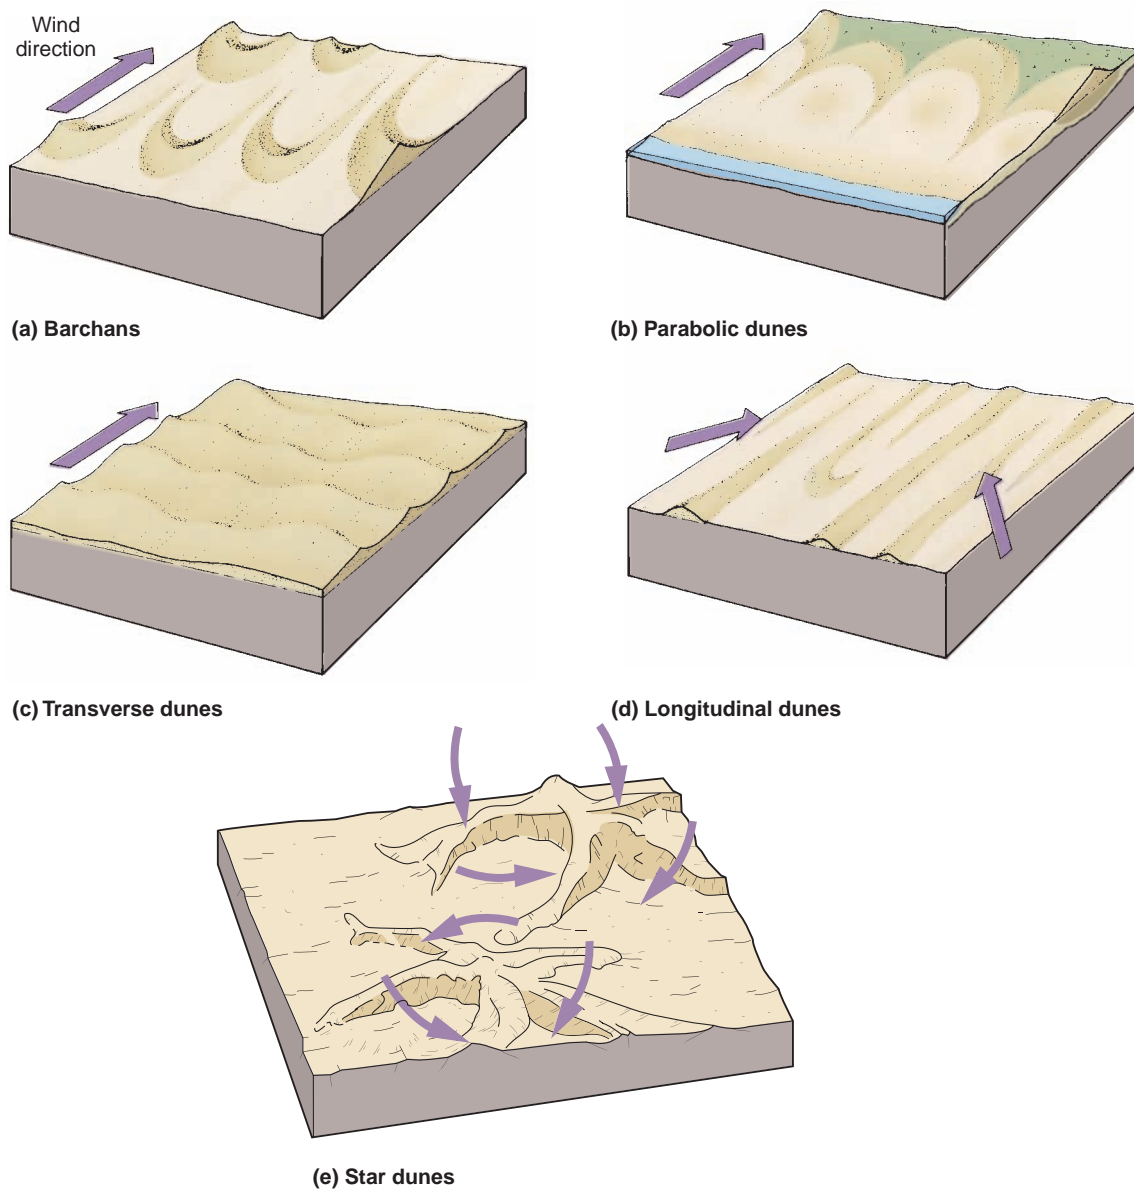 Wind
direction
(a) Barchans
(b) Parabolic dunes
(c) Transverse dunes
(d) Longitudinal dunes
(e) Star dunes